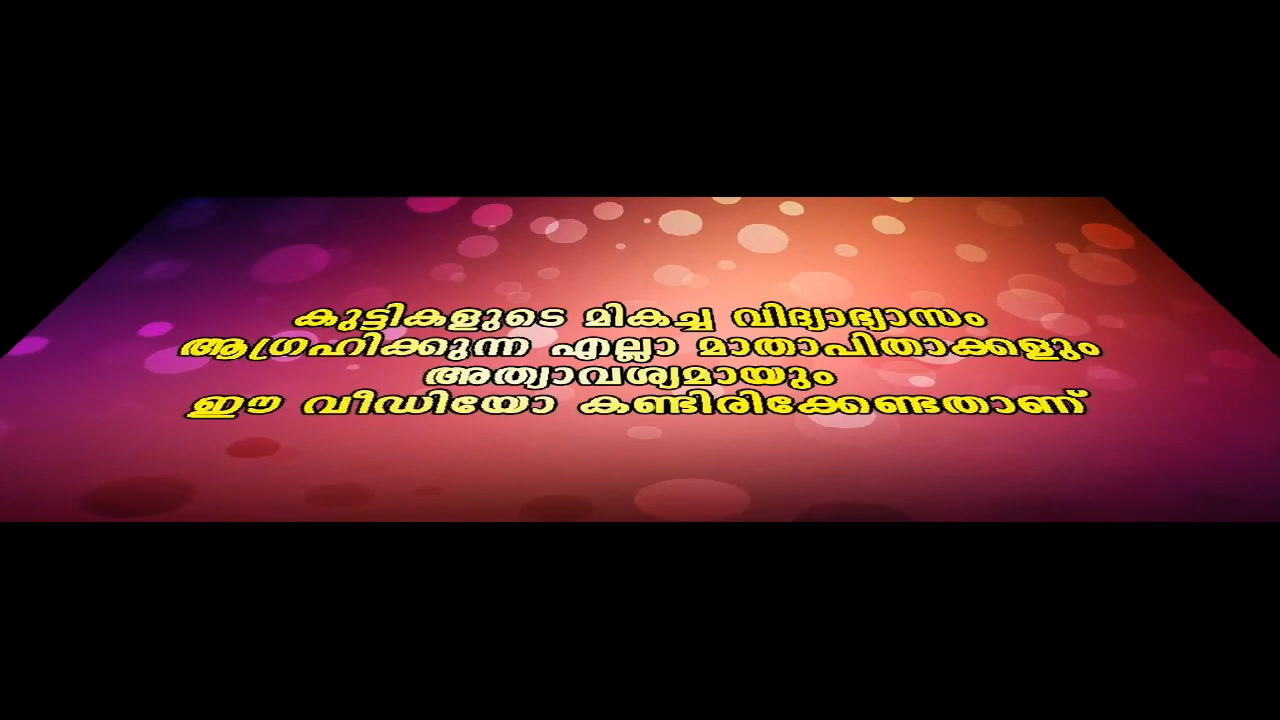 കുട്ടികളുടെ മികച്ച വിദ്യാഭ്യാസം
ആഗ്രഹിക്കുന്ന എല്ലാ മാതാപിതാക്കളും
അത്യാവശ്യമായും
ഈ വീഡിയോ കണ്ടിരിക്കേണ്ടതാണ്